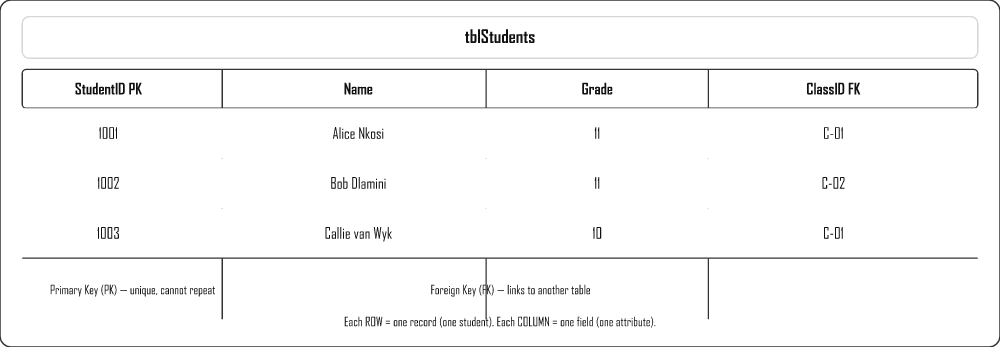 tblStudents
StudentID PK Name Grade ClassID FK
1001 Alice Nkosi 11 C-01
1002 Bob Dlamini 11 C-02
1003 Callie van Wyk 10 C-01
Primary Key (PK) — unique, cannot repeat Foreign Key (FK) — links to another table
Each ROW = one record (one student). Each COLUMN = one field (one attribute).